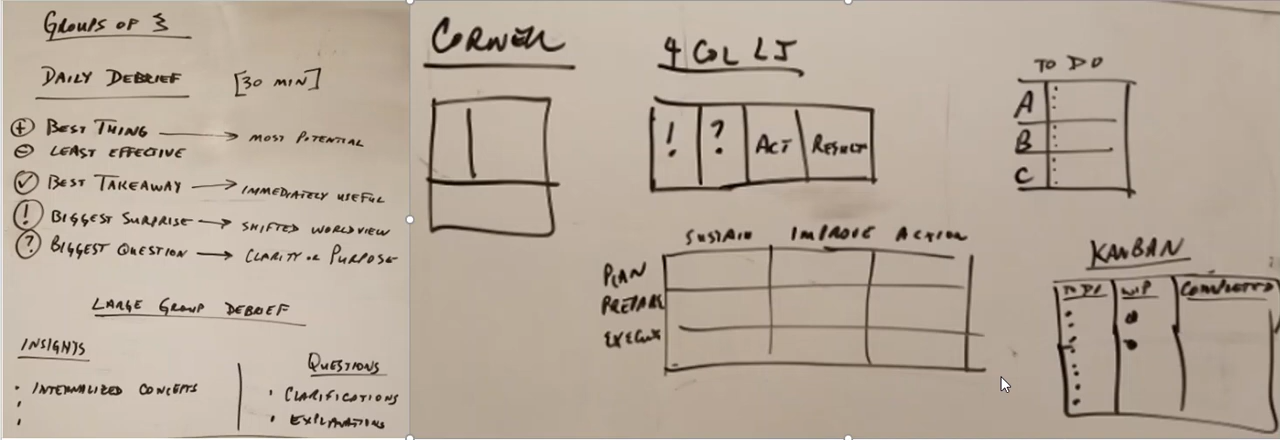 GROUPS OF 3
DAILY DEBRIEF [30 MIN]
+ BEST THING → MOST POTENTIAL
- LEAST EFFECTIVE
✓ BEST TAKEAWAY → IMMEDIATELY USEFUL
! BIGGEST SURPRISE → SHIFTED WORLDVIEW
? BIGGEST QUESTION → CLARITY OR PURPOSE
LARGE GROUP DEBRIEF
INSIGHTS
• INTERNALIZED CONCEPTS
QUESTIONS
• CLARIFICATIONS
• EXPLANATIONS
CORNELL
4 COL LJ
! ? ACT RESULT
TO DO
A
B
C
SUSTAIN IMPROVE ACTION
PLAN
PREPARE
EXECUTE
KANBAN
TO DO WIP COMPLETED